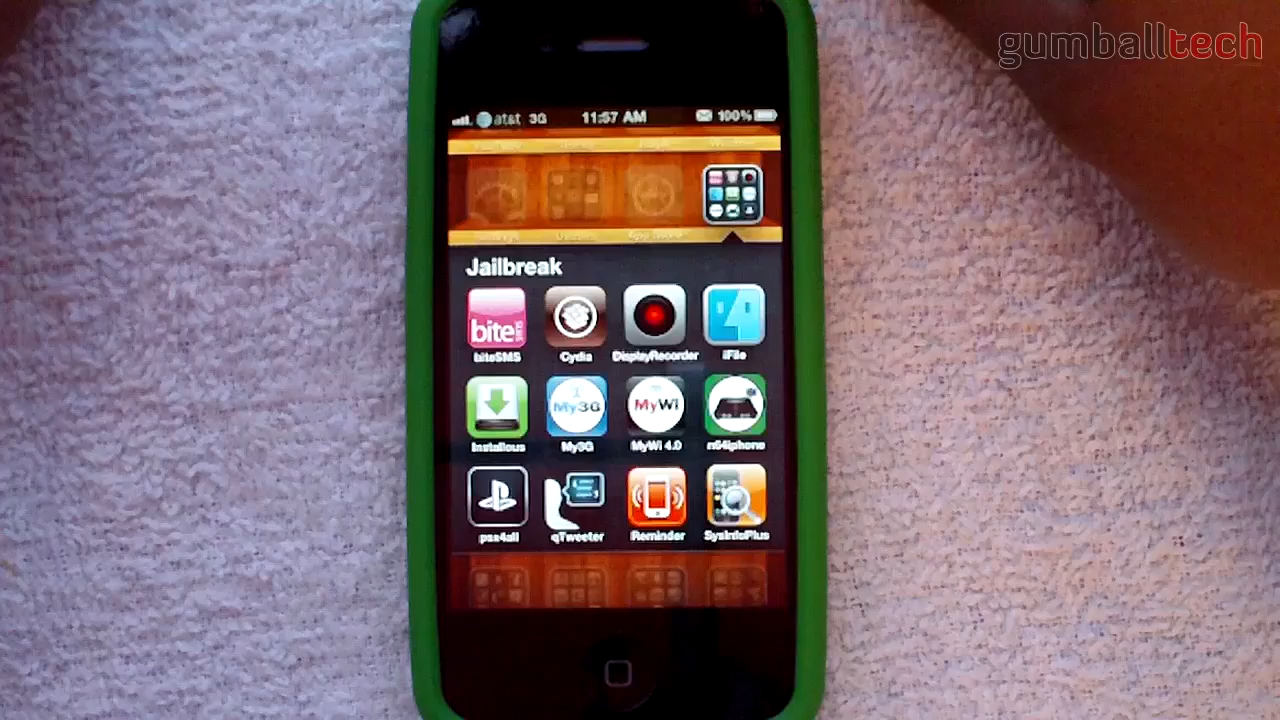 gumballtech
at&t 3G 11:57 AM 100%
Jailbreak
bite sms
biteSMS Cydia DisplayRecorder iFile
My3G MyWi
Installous My3G MyWi 4.0 n64iphone
psx4all qTweeter Reminder SysInfoPlus